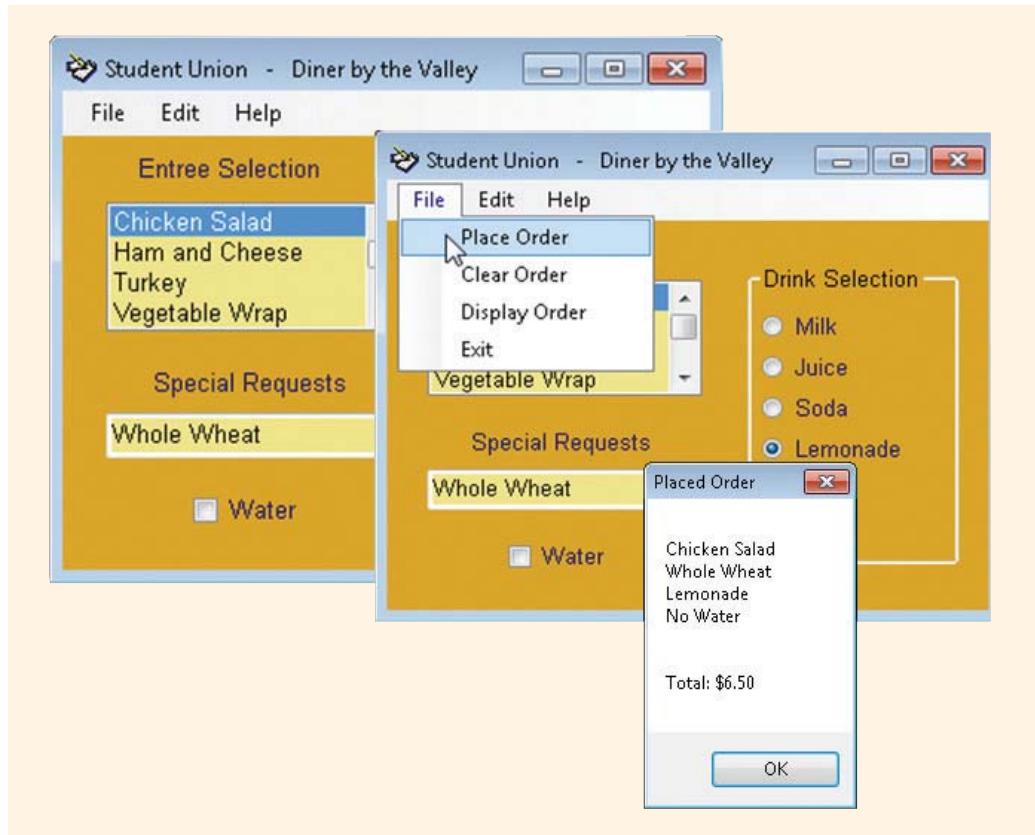 Student Union - Diner by the Valley
File Edit Help
Entree Selection
Chicken Salad
Ham and Cheese
Turkey
Vegetable Wrap
Special Requests
Whole Wheat
Water
Student Union - Diner by the Valley
File Edit Help
Place Order
Clear Order
Display Order
Exit
Vegetable Wrap
Special Requests
Whole Wheat
Water
Drink Selection
Milk
Juice
Soda
Lemonade
Placed Order
Chicken Salad
Whole Wheat
Lemonade
No Water
Total: $6.50
OK